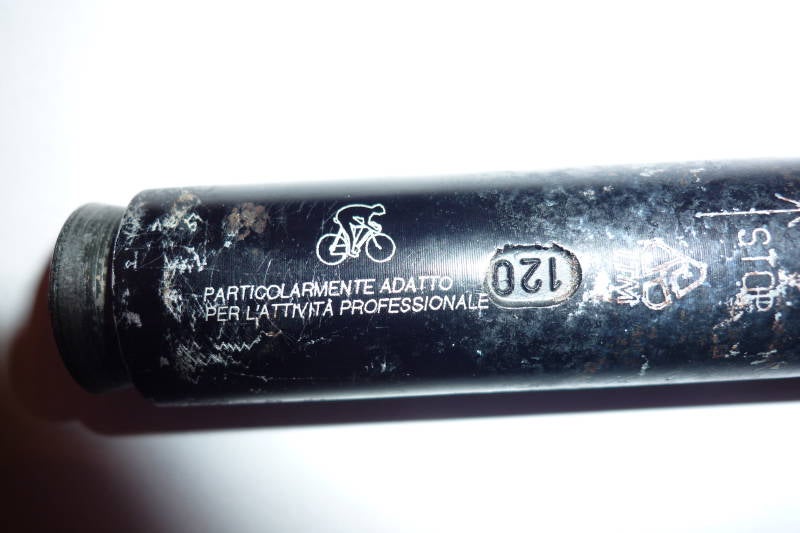 PARTICOLARMENTE ADATTO
PER L'ATTIVITÀ PROFESSIONALE
120
STOP